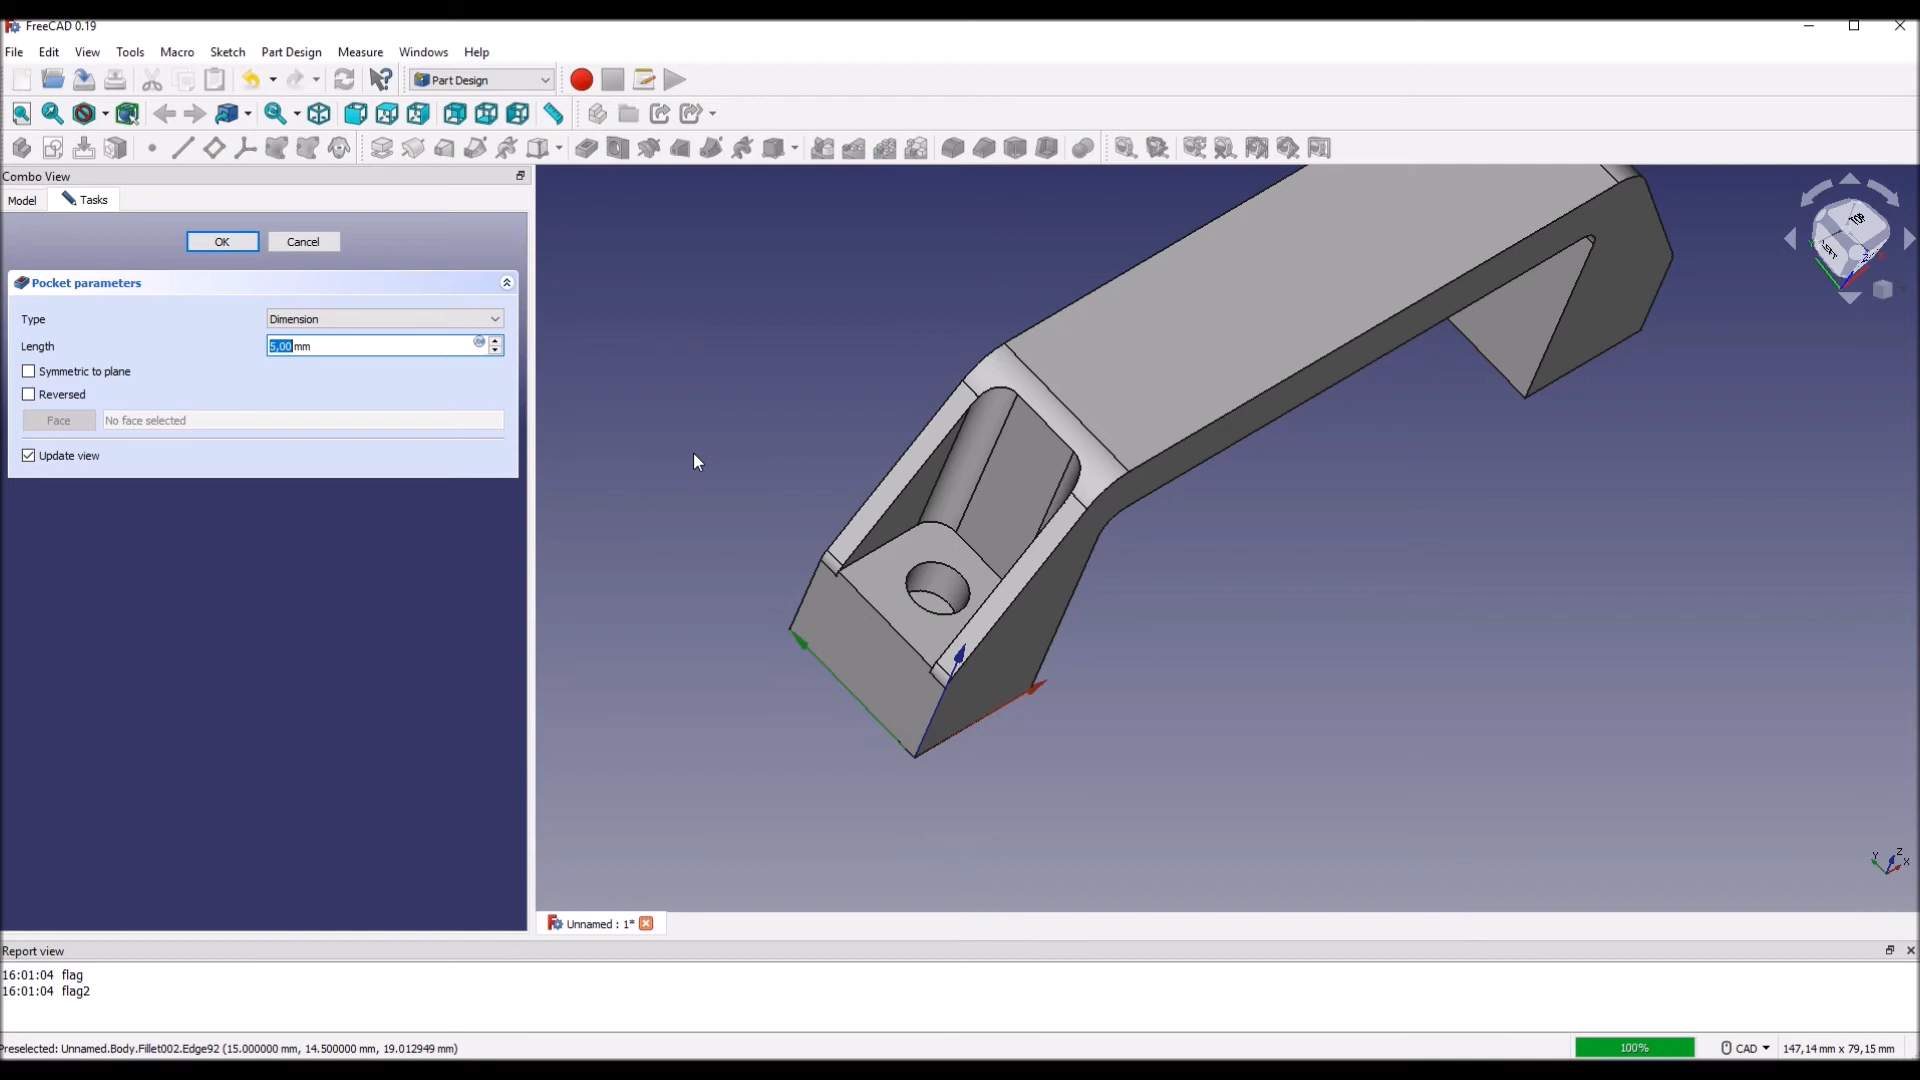 FreeCAD 0.19
File Edit View Tools Macro Sketch Part Design Measure Windows Help
Part Design
Combo View
Model Tasks
OK Cancel
Pocket parameters
Type Dimension
Length 5,00 mm
Symmetric to plane
Reversed
Face No face selected
Update view
TOP
LEFT
Y
Z
X
Y Z X
Unnamed : 1*
Report view
16:01:04 flag
16:01:04 flag2
Preselected: Unnamed.Body.Fillet002.Edge92 (15.000000 mm, 14.500000 mm, 19.012949 mm)
100% CAD 147,14 mm x 79,15 mm